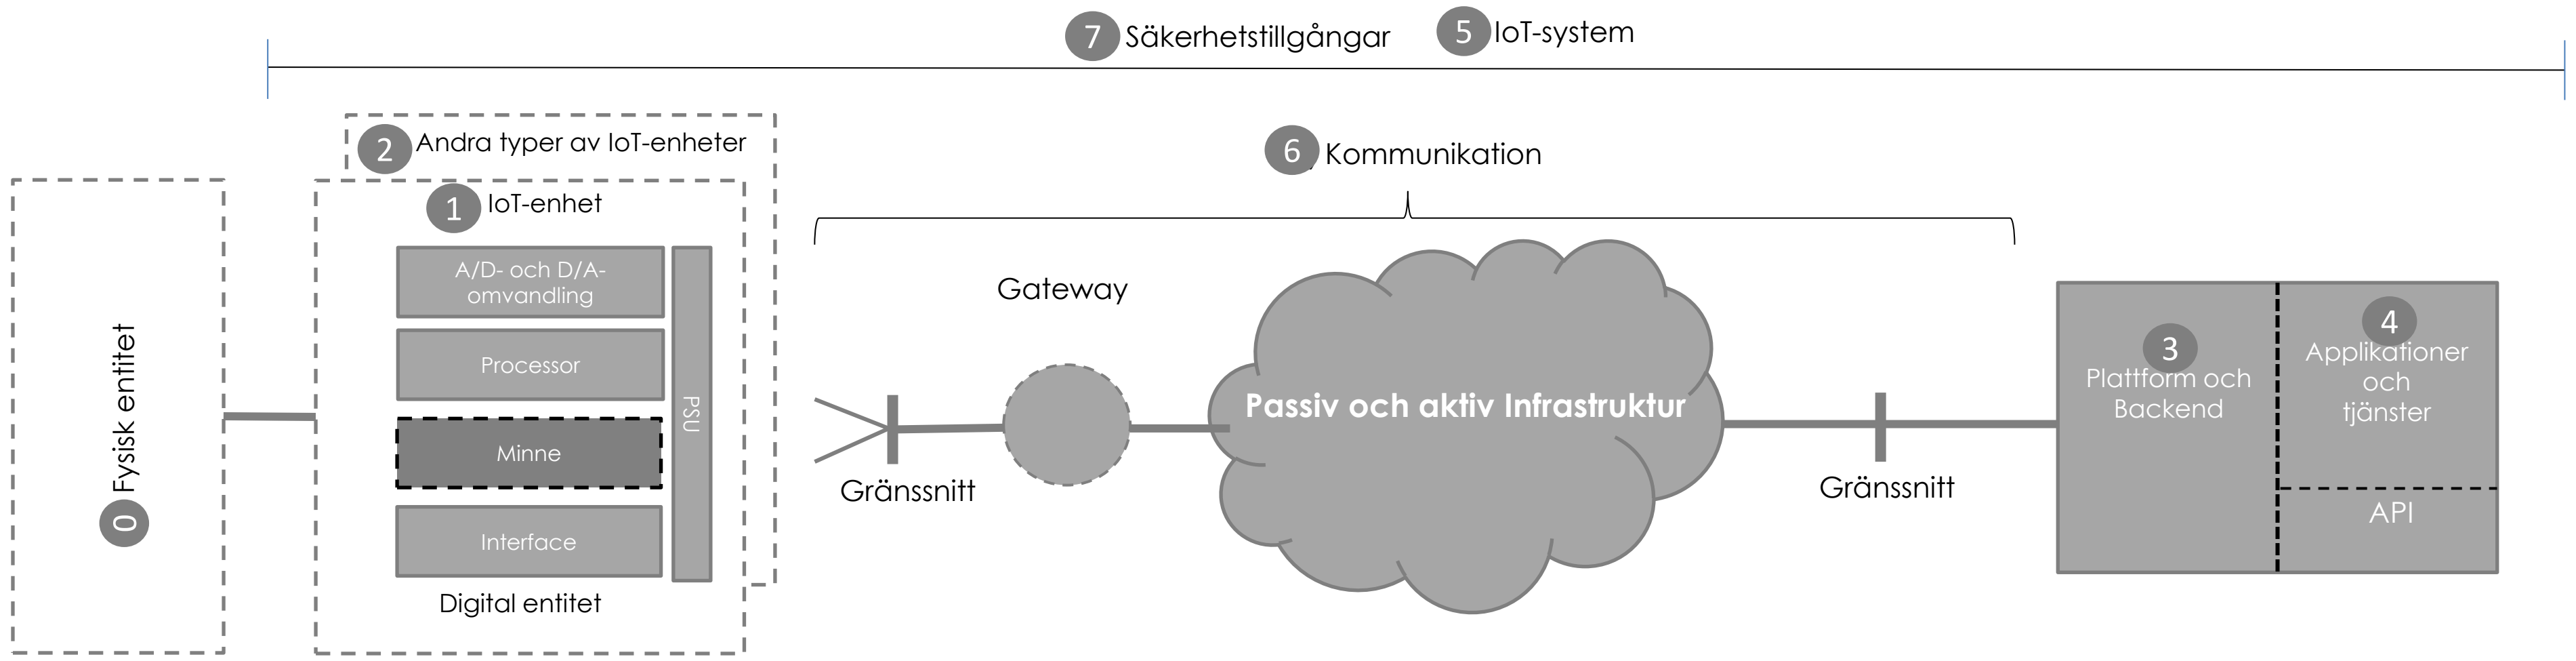 7 Säkerhetstillgångar
5 IoT-system
2 Andra typer av IoT-enheter
6 Kommunikation
1 IoT-enhet
A/D- och D/A-
omvandling
Processor
Minne
Interface
PSU
Digital entitet
0 Fysisk entitet
Gateway
Gränssnitt
Passiv och aktiv Infrastruktur
Gränssnitt
3
Plattform och
Backend
4
Applikationer
och
tjänster
API